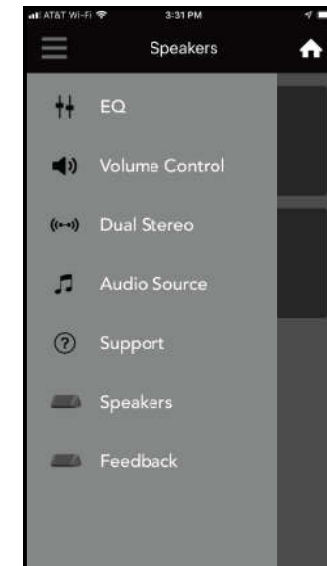 AT&T Wi-Fi 3:31 PM
Speakers
EQ
Volume Control
Dual Stereo
Audio Source
? Support
Speakers
Feedback